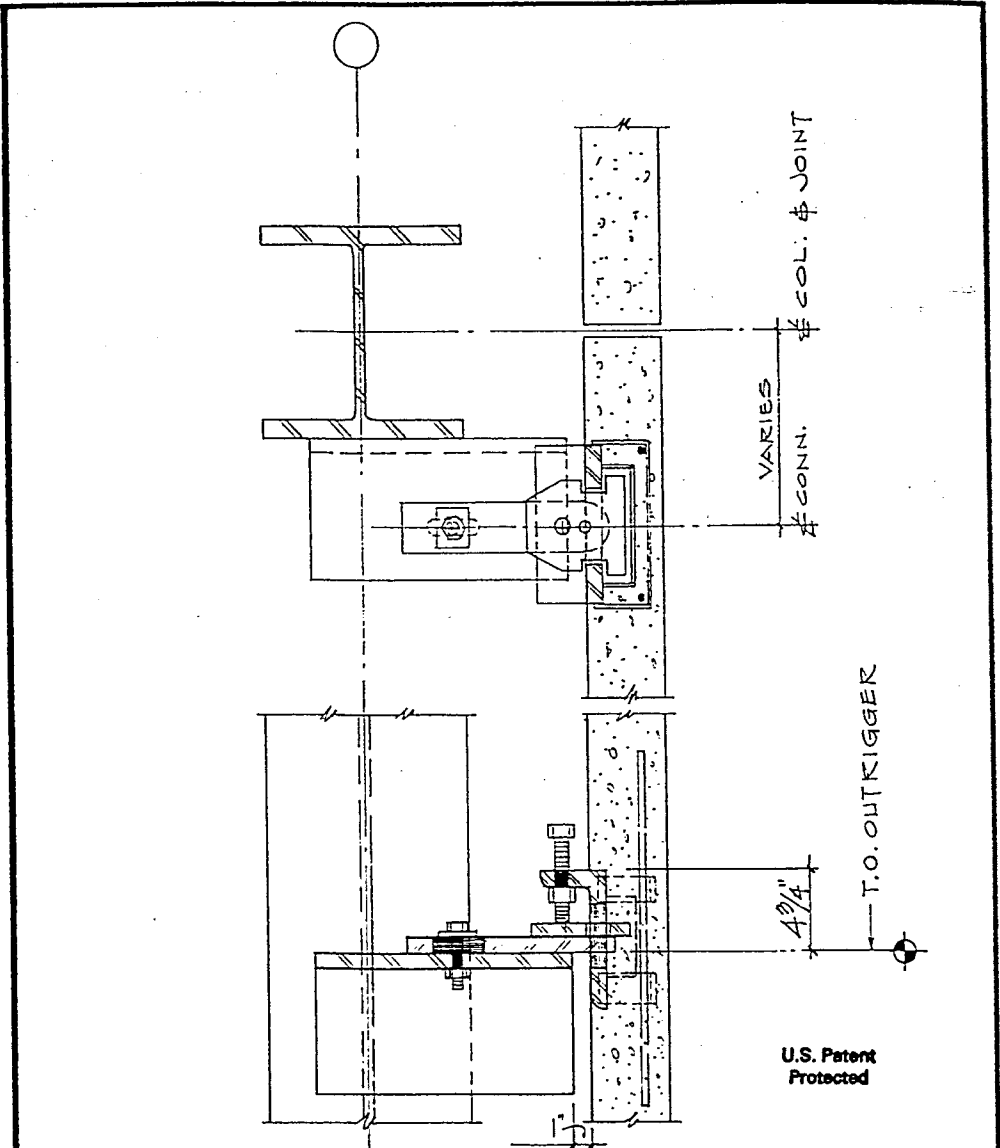 ℄ COL. & JOINT
VARIES
℄ CONN.
T.O. OUTRIGGER
4 3/4"
U.S. Patent
Protected
1"